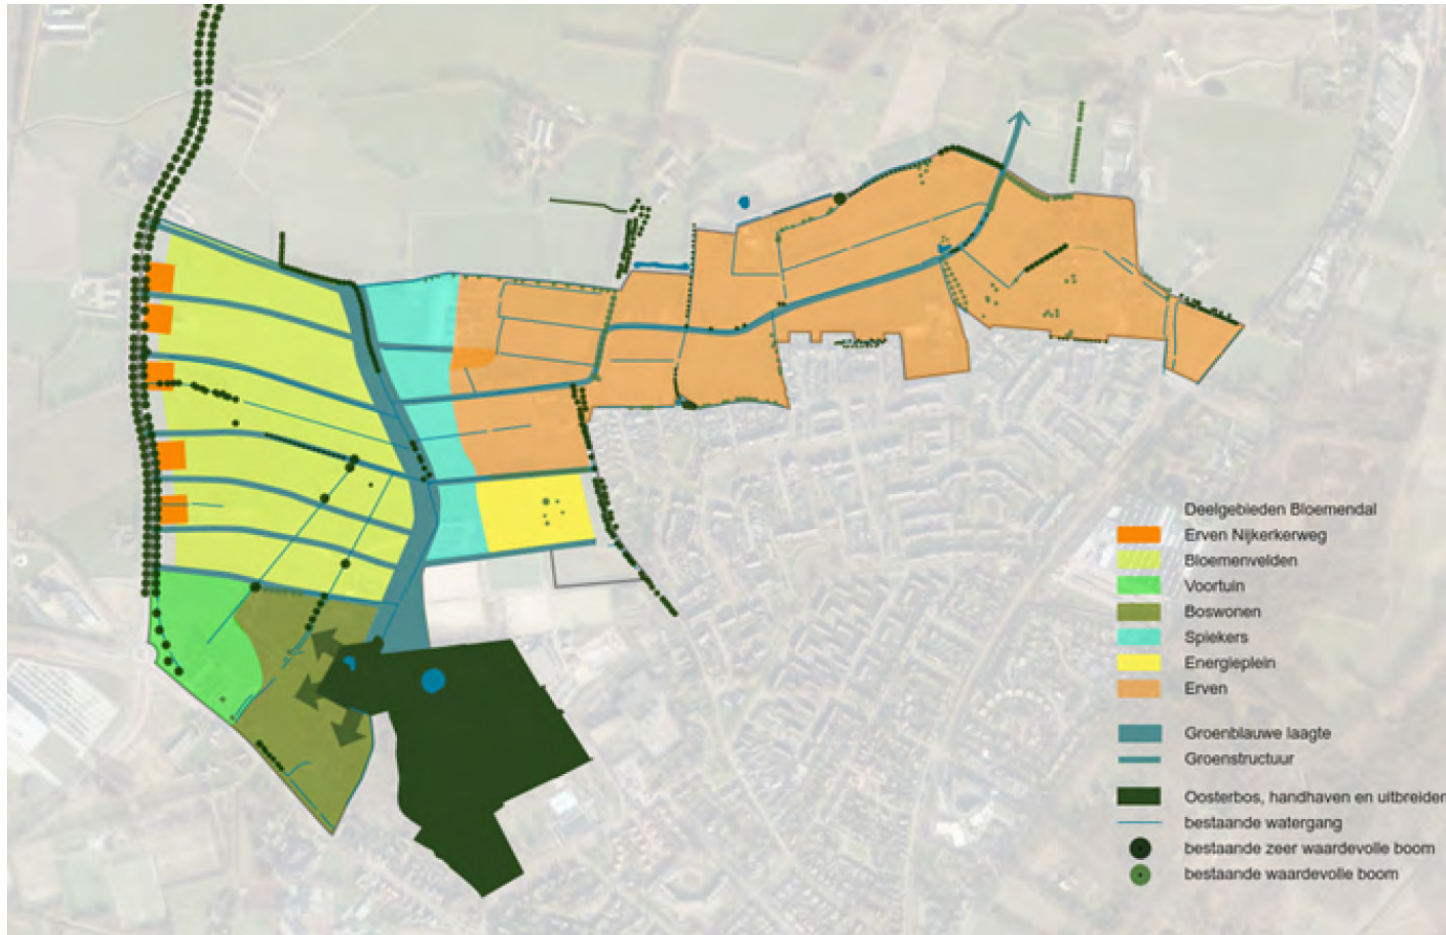 Deelgebieden Bloemendal
Erven Nijkerkerweg
Bloemenvelden
Voortuin
Boswonen
Spiekers
Energieplein
Erven
Groenblauwe laagte
Groenstructuur
Oosterbos, handhaven en uitbreiden
bestaande watergang
bestaande zeer waardevolle boom
bestaande waardevolle boom